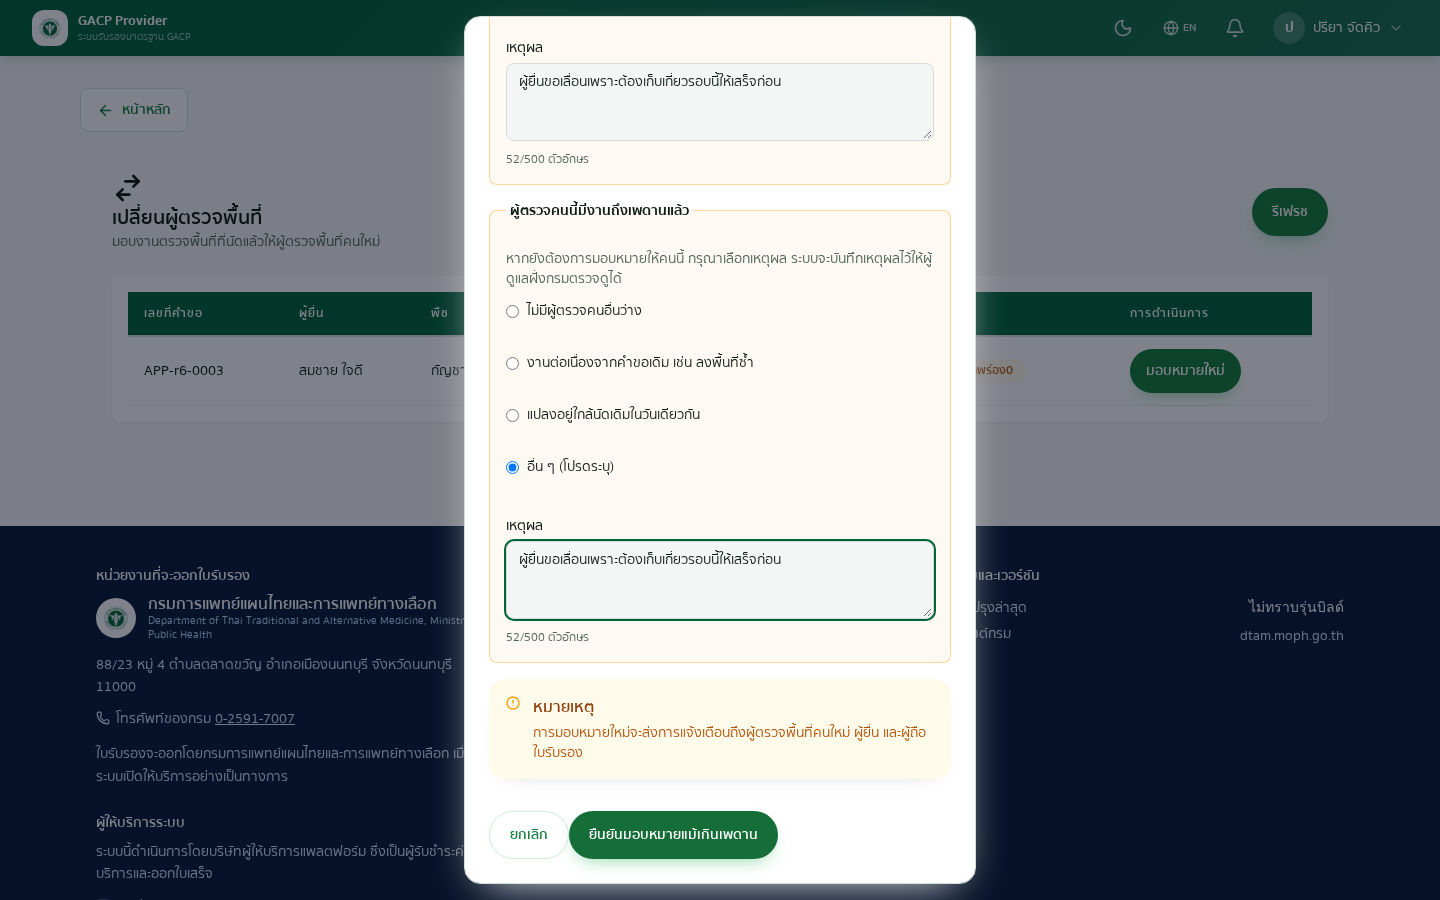 GACP Provider
ระบบรับรองมาตรฐาน GACP
EN
ป
ปรียา จัดคิว
หน้าหลัก
เปลี่ยนผู้ตรวจพื้นที่
มอบงานตรวจพื้นที่ที่นัดแล้วให้ผู้ตรวจพื้นที่คนใหม่
รีเฟรช
เลขที่คำขอ
ผู้ยื่น
พืช
การดำเนินการ
APP-r6-0003
สมชาย ใจดี
มอบหมายใหม่
เหตุผล
ผู้ยื่นขอเลื่อนเพราะต้องเก็บเกี่ยวรอบนี้ให้เสร็จก่อน
52/500 ตัวอักษร
ผู้ตรวจคนนี้มีงานถึงเพดานแล้ว
หากยังต้องการมอบหมายให้คนนี้ กรุณาเลือกเหตุผล ระบบจะบันทึกเหตุผลไว้ให้ผู้
ดูแลฝั่งกรมตรวจดูได้
ไม่มีผู้ตรวจคนอื่นว่าง
งานต่อเนื่องจากคำขอเดิม เช่น ลงพื้นที่ซ้ำ
แปลงอยู่ใกล้นัดเดิมในวันเดียวกัน
อื่น ๆ (โปรดระบุ)
เหตุผล
ผู้ยื่นขอเลื่อนเพราะต้องเก็บเกี่ยวรอบนี้ให้เสร็จก่อน
52/500 ตัวอักษร
หมายเหตุ
การมอบหมายใหม่จะส่งการแจ้งเตือนถึงผู้ตรวจพื้นที่คนใหม่ ผู้ยื่น และผู้ถือ
ใบรับรอง
ยกเลิก
ยืนยันมอบหมายแม้เกินเพดาน
หน่วยงานที่จะออกใบรับรอง
กรมการแพทย์แผนไทยและการแพทย์ทางเลือก
Department of Thai Traditional and Alternative Medicine,
Public Health
88/23 หมู่ 4 ตำบลตลาดขวัญ อำเภอเมืองนนทบุรี จังหวัดนนทบุรี
11000
โทรศัพท์ของกรม 0-2591-7007
ใบรับรองจะออกโดยกรมการแพทย์แผนไทยและการแพทย์ทางเลือก
ระบบเปิดให้บริการอย่างเป็นทางการ
ผู้ให้บริการระบบ
ระบบนี้ดำเนินการโดยบริษัทผู้ให้บริการแพลตฟอร์ม ซึ่งเป็นผู้รับชำระ
บริการและออกใบเสร็จ
และเวอร์ชัน
ไม่ทราบรุ่นบิลด์
dtam.moph.go.th